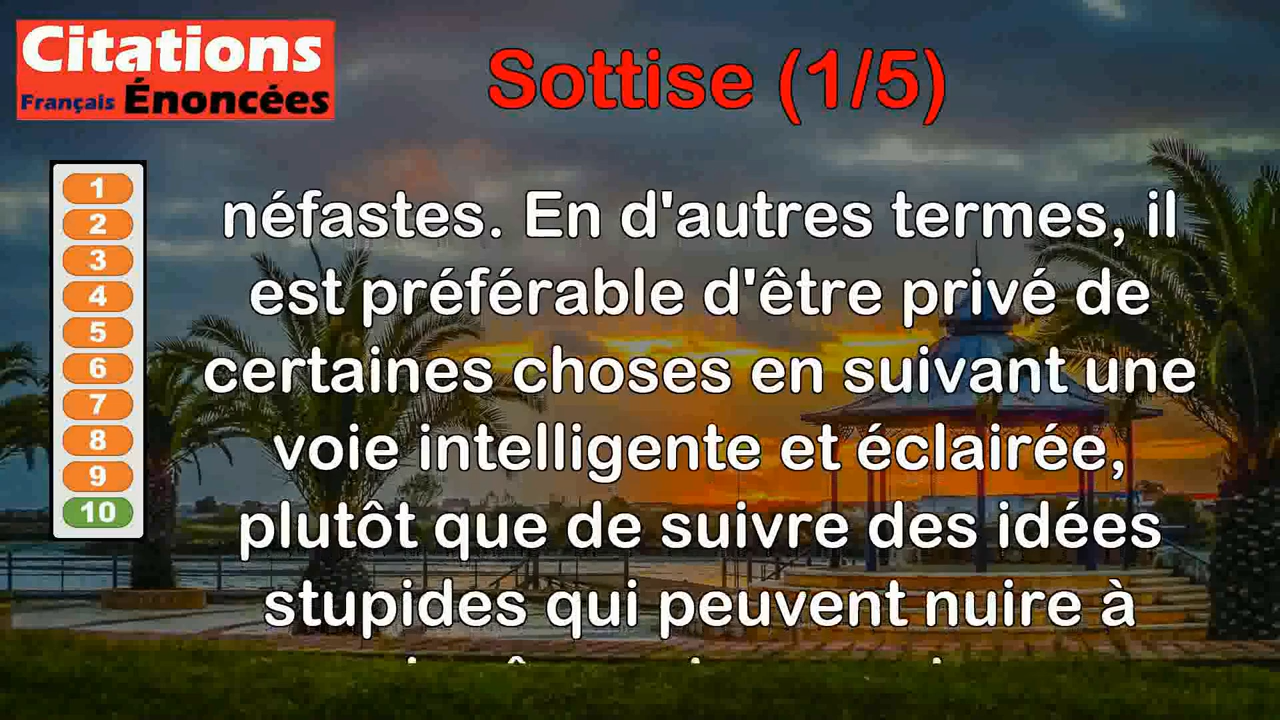 Citations
Français Énoncées
Sottise (1/5)
1
2
3
4
5
6
7
8
9
10
néfastes. En d'autres termes, il
est préférable d'être privé de
certaines choses en suivant une
voie intelligente et éclairée,
plutôt que de suivre des idées
stupides qui peuvent nuire à